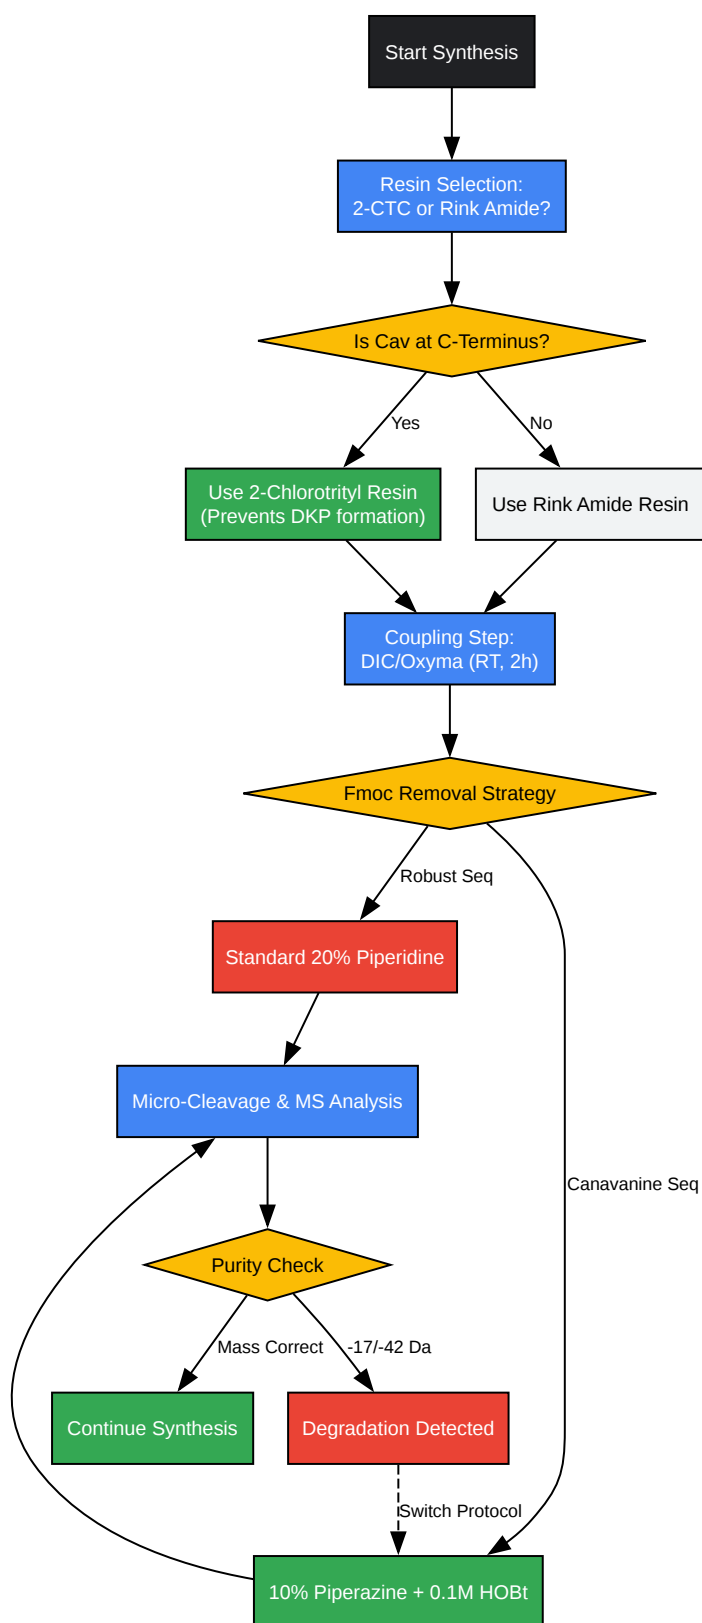 Start Synthesis
Resin Selection:
2-CTC or Rink Amide?
Is Cav at C-Terminus?
Yes
No
Use 2-Chlorotrityl Resin
(Prevents DKP formation)
Use Rink Amide Resin
Coupling Step:
DIC/Oxyma (RT, 2h)
Fmoc Removal Strategy
Robust Seq
Standard 20% Piperidine
Micro-Cleavage & MS Analysis
Canavanine Seq
Purity Check
Mass Correct
-17/-42 Da
Continue Synthesis
Degradation Detected
Switch Protocol
10% Piperazine + 0.1M HOBt